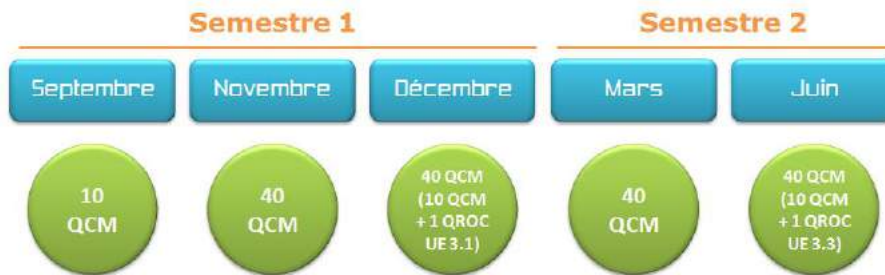 Semestre 1
Semestre 2
Septembre
Novembre
Décembre
Mars
Juin
10
QCM
40
QCM
40 QCM
(10 QCM
+ 1 QROC
UE 3.1)
40
QCM
40 QCM
(10 QCM
+ 1 QROC
UE 3.3)